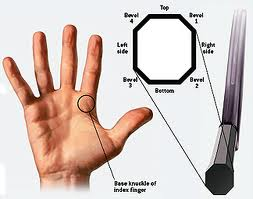 Top
Bevel
4
Bevel
1
Left
side
Right
side
Bevel
3
Bevel
2
Bottom
Base knuckle of
index finger